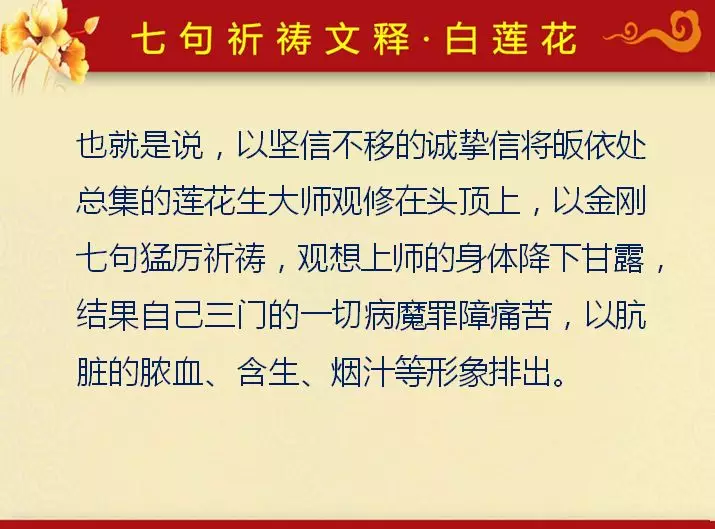 七句祈祷文释·白莲花
也就是说，以坚信不移的诚挚信将皈依处
总集的莲花生大师观修在头顶上，以金刚
七句猛厉祈祷，观想上师的身体降下甘露，
结果自己三门的一切病魔罪障痛苦，以肮
脏的脓血、含生、烟汁等形象排出。